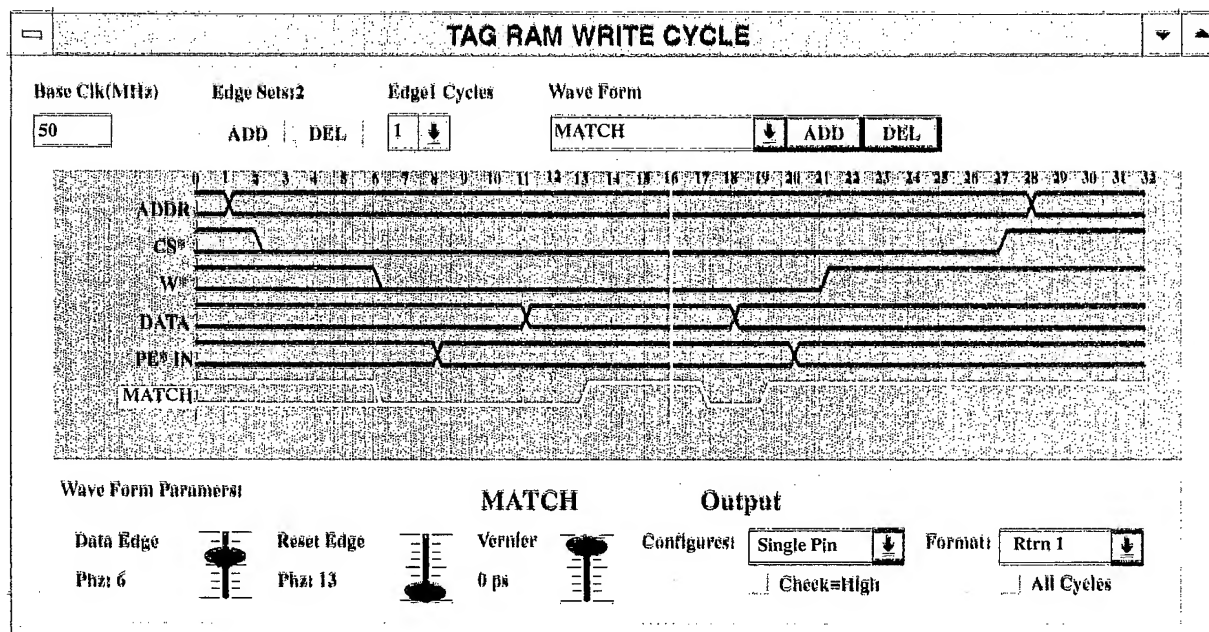 TAG RAM WRITE CYCLE
Base Clk(MHz) Edge Sets:2 Edge1 Cycles Wave Form
50 ADD DEL 1 MATCH ADD DEL
0 1 2 3 4 5 6 7 8 9 10 11 12 13 14 15 16 17 18 19 20 21 22 23 24 25 26 27 28 29 30 31 32
ADDR
CS*
W*
DATA
PE* IN
MATCH
Wave Form Paramers: MATCH Output
Data Edge Reset Edge Vernier Configures: Single Pin Format: Rtrn 1
Phz: 6 Phz: 13 0 ps Check=High All Cycles